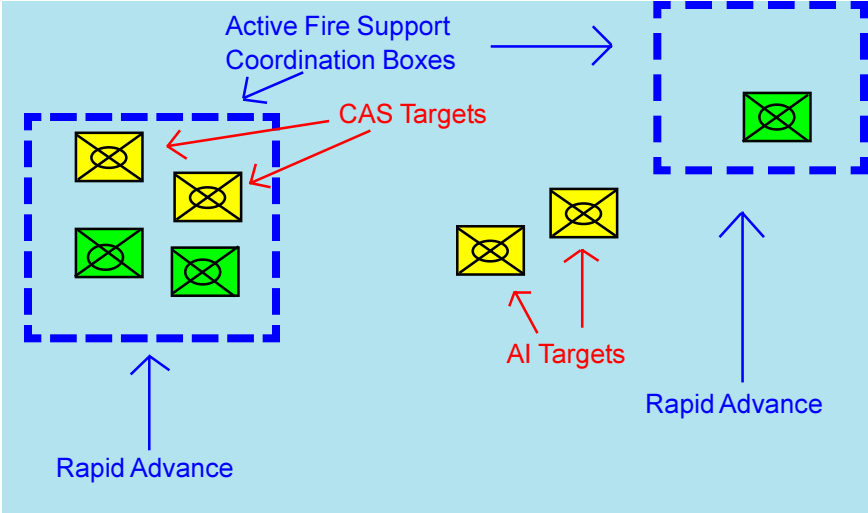 Active Fire Support
Coordination Boxes
CAS Targets
AI Targets
Rapid Advance
Rapid Advance